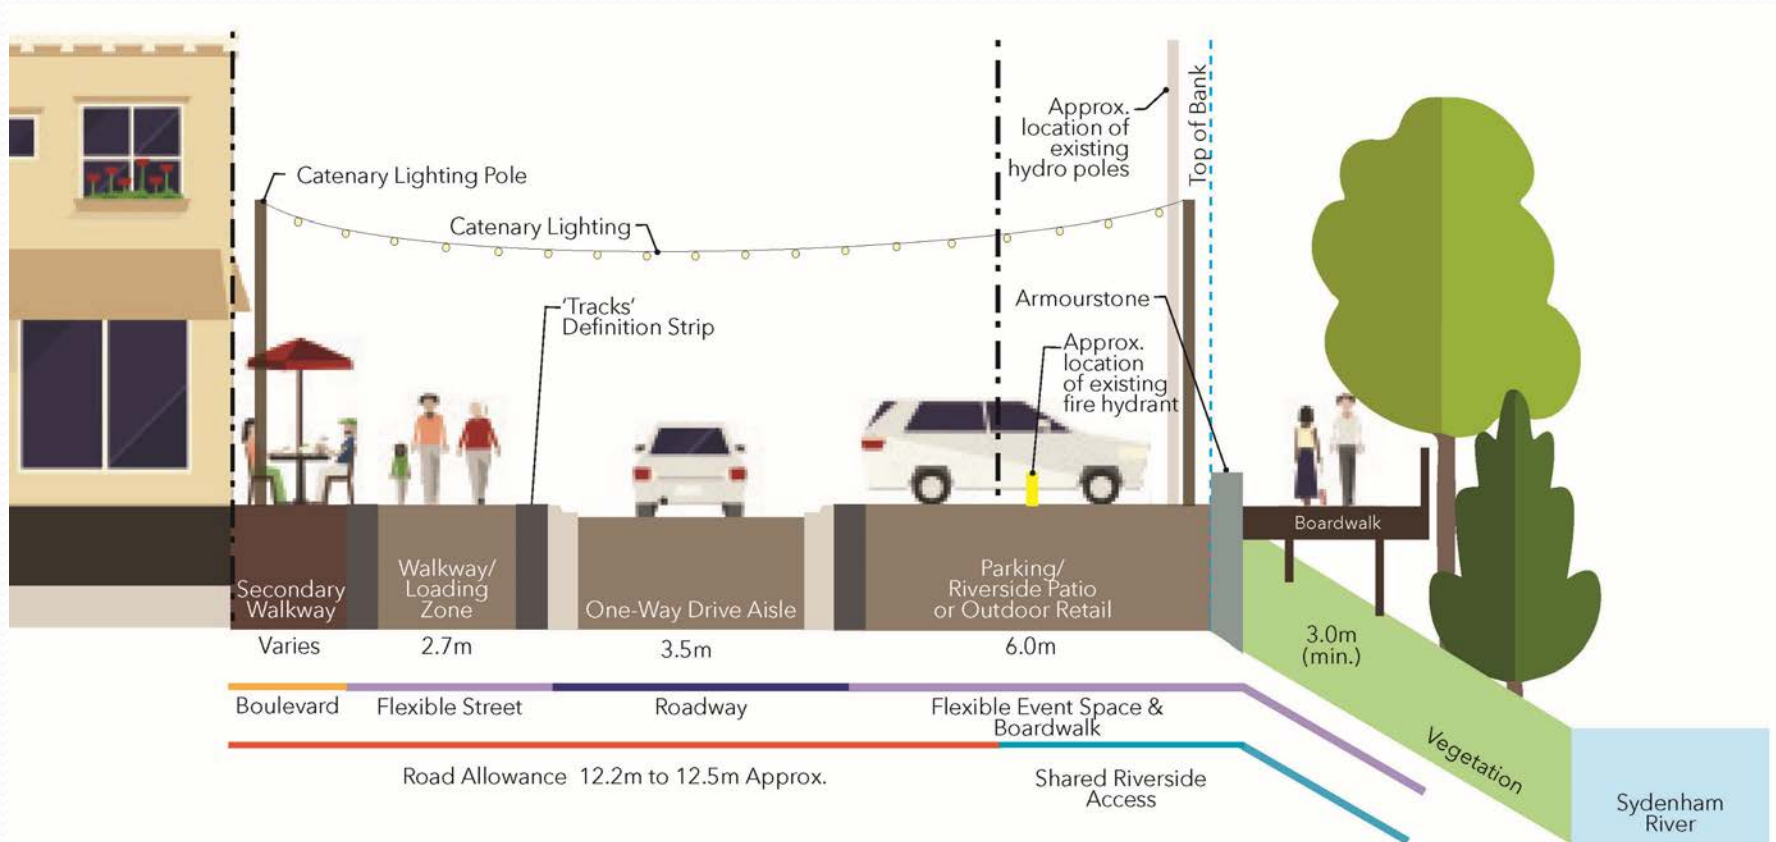 Catenary Lighting Pole
Catenary Lighting
'Tracks'
Definition Strip
Approx.
location of
existing
hydro poles
Top of Bank
Armourstone
Approx.
location
of existing
fire hydrant
Boardwalk
Secondary
Walkway
Walkway/
Loading
Zone
One-Way Drive Aisle
Parking/
Riverside Patio
or Outdoor Retail
Varies
2.7m
3.5m
6.0m
3.0m
(min.)
Boulevard
Flexible Street
Roadway
Flexible Event Space &
Boardwalk
Vegetation
Road Allowance 12.2m to 12.5m Approx.
Shared Riverside
Access
Sydenham
River